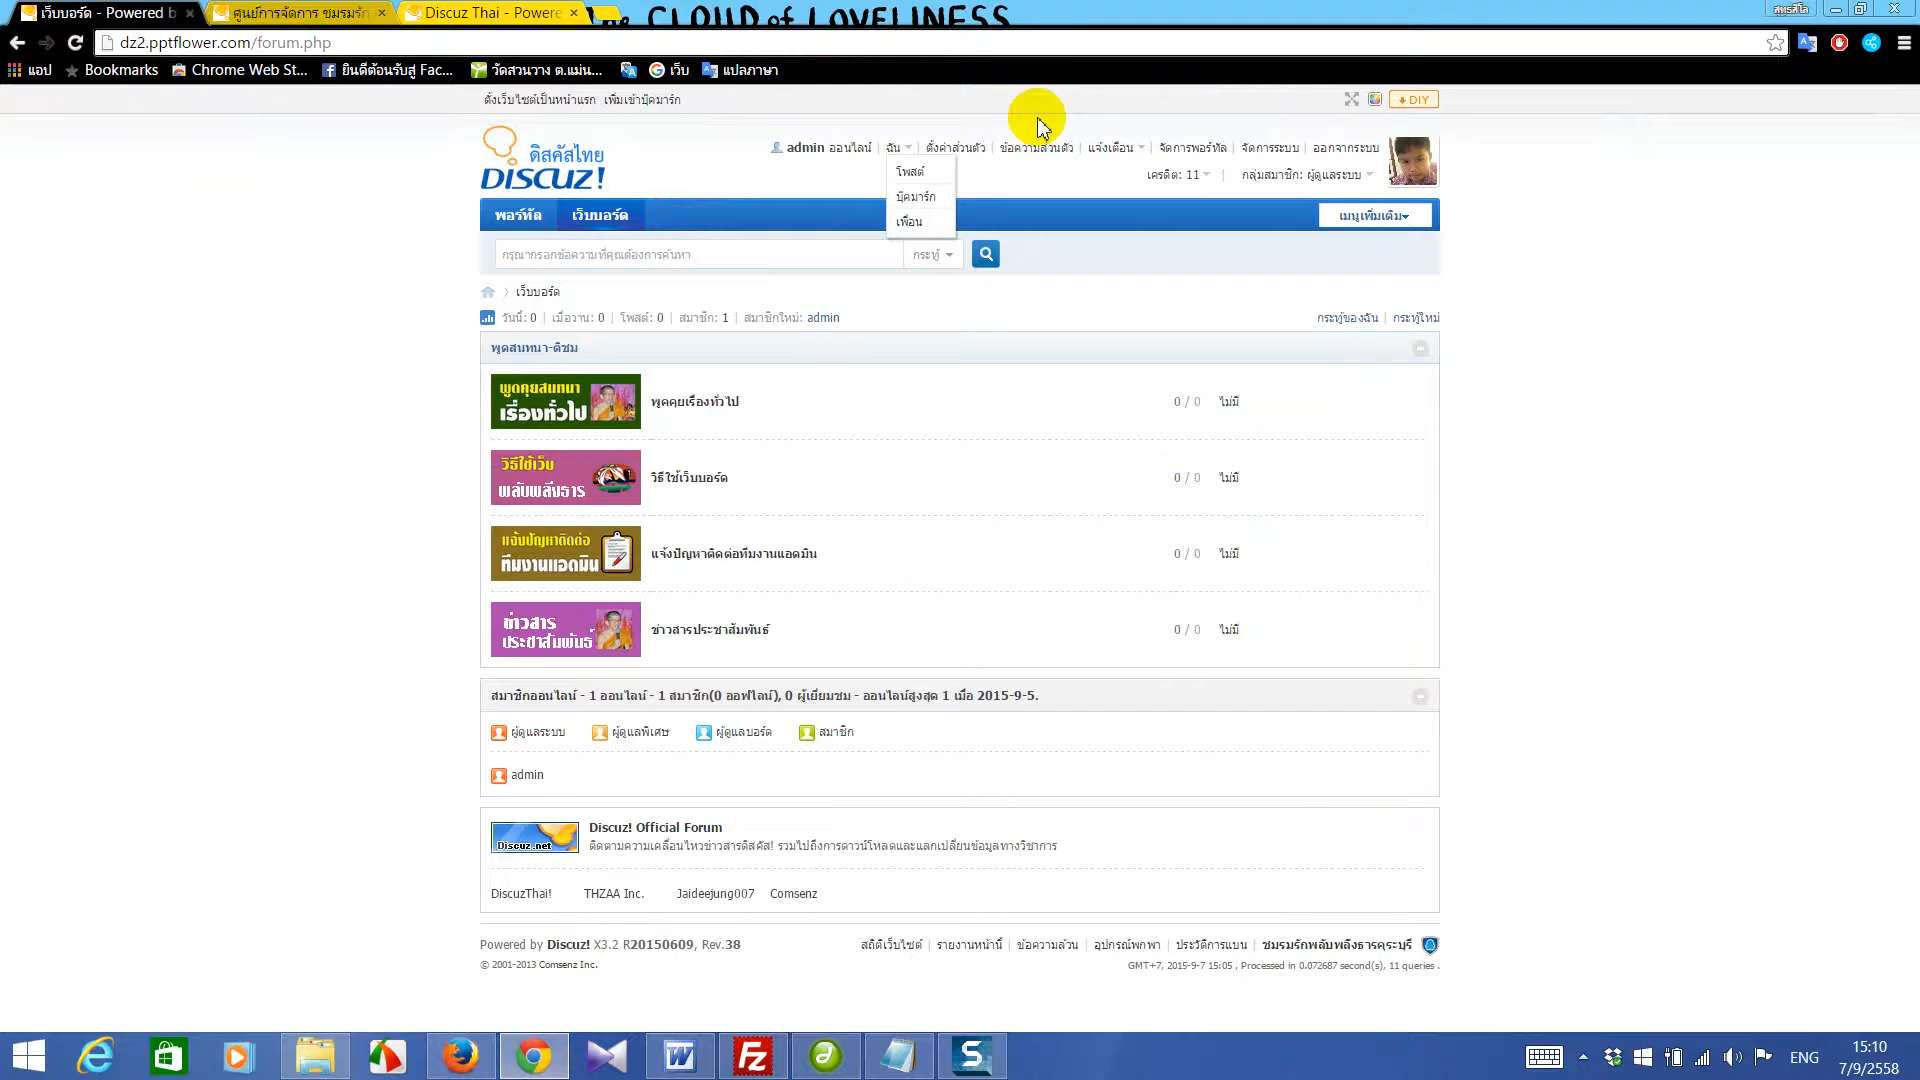 The CLOUD of LOVELINESS
เว็บบอร์ด - Powered b
ศูนย์การจัดการ ชมรมรัก
Discuz Thai - Powere
dz2.pptflower.com/forum.php
แอป Bookmarks Chrome Web St... ยินดีต้อนรับสู่ Fac... วัดสวนวาง ต.แม่น... เว็บ แปลภาษา
ตั้งเว็บไซต์เป็นหน้าแรก เพิ่มเข้าบุ๊คมาร์ก
DIY
ดิสคัสไทย
DISCUZ!
admin ออนไลน์ | ฉัน | ตั้งค่าส่วนตัว | ข้อความส่วนตัว | แจ้งเตือน | จัดการพอร์ทัล | จัดการระบบ | ออกจากระบบ
เครดิต: 11 | กลุ่มสมาชิก: ผู้ดูแลระบบ
โพสต์
บุ๊คมาร์ก
เพื่อน
พอร์ทัล เว็บบอร์ด
เมนูเพิ่มเติม
กรุณากรอกข้อความที่คุณต้องการค้นหา
กระทู้
เว็บบอร์ด
วันนี้: 0 | เมื่อวาน: 0 | โพสต์: 0 | สมาชิก: 1 | สมาชิกใหม่: admin
กระทู้ของฉัน | กระทู้ใหม่
พูดสนทนา-ติชม
พูดคุยสนทนา
เรื่องทั่วไป
พูคคุยเรื่องทั่วไป
0 / 0 ไม่มี
วิธีใช้เว็บ
พลับพลึงธาร
วิธีใช้เว็บบอร์ด
0 / 0 ไม่มี
แจ้งปัญหาติดต่อ
ทีมงานแอดมิน
แจ้งปัญหาติดต่อทีมงานแอดมิน
0 / 0 ไม่มี
ข่าวสาร
ประชาสัมพันธ์
ข่าวสารประชาสัมพันธ์
0 / 0 ไม่มี
สมาชิกออนไลน์ - 1 ออนไลน์ - 1 สมาชิก(0 ออฟไลน์), 0 ผู้เยี่ยมชม - ออนไลน์สูงสุด 1 เมื่อ 2015-9-5.
ผู้ดูแลระบบ ผู้ดูแลพิเศษ ผู้ดูแลบอร์ด สมาชิก
admin
Discuz.net
Discuz! Official Forum
ติดตามความเคลื่อนไหวข่าวสารดิสคัส! รวมไปถึงการดาวน์โหลดและแลกเปลี่ยนข้อมูลทางวิชาการ
DiscuzThai! THZAA Inc. Jaideejung007 Comsenz
Powered by Discuz! X3.2 R20150609, Rev.38
สถิติเว็บไซต์ | รายงานหน้านี้ | ข้อความล้วน | อุปกรณ์พกพา | ประวัติการแบน | ชมรมรักพลับพลึงธารคุระบุรี
© 2001-2013 Comsenz Inc.
GMT+7, 2015-9-7 15:05 , Processed in 0.072687 second(s), 11 queries .
ENG
15:10
7/9/2558